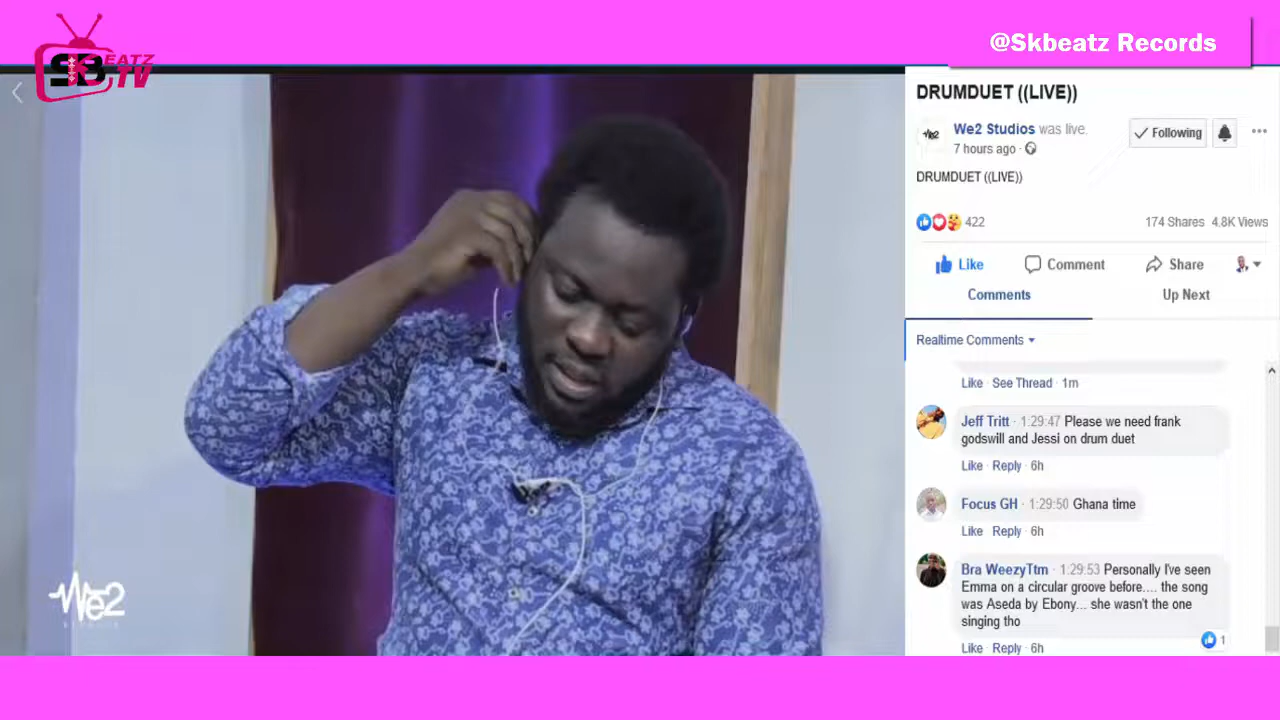 SKBEATZ TV
@Skbeatz Records
DRUMDUET ((LIVE))
We2 Studios was live.
Following
7 hours ago ·
DRUMDUET ((LIVE))
422
174 Shares 4.8K Views
Like
Comment
Share
Comments
Up Next
Realtime Comments
Like · See Thread · 1m
Jeff Tritt · 1:29:47 Please we need frank
godswill and Jessi on drum duet
Like · Reply · 6h
Focus GH · 1:29:50 Ghana time
Like · Reply · 6h
Bra WeezyTtm · 1:29:53 Personally I've seen
Emma on a circular groove before.... the song
was Aseda by Ebony... she wasn't the one
singing tho
1
Like · Reply · 6h
We2